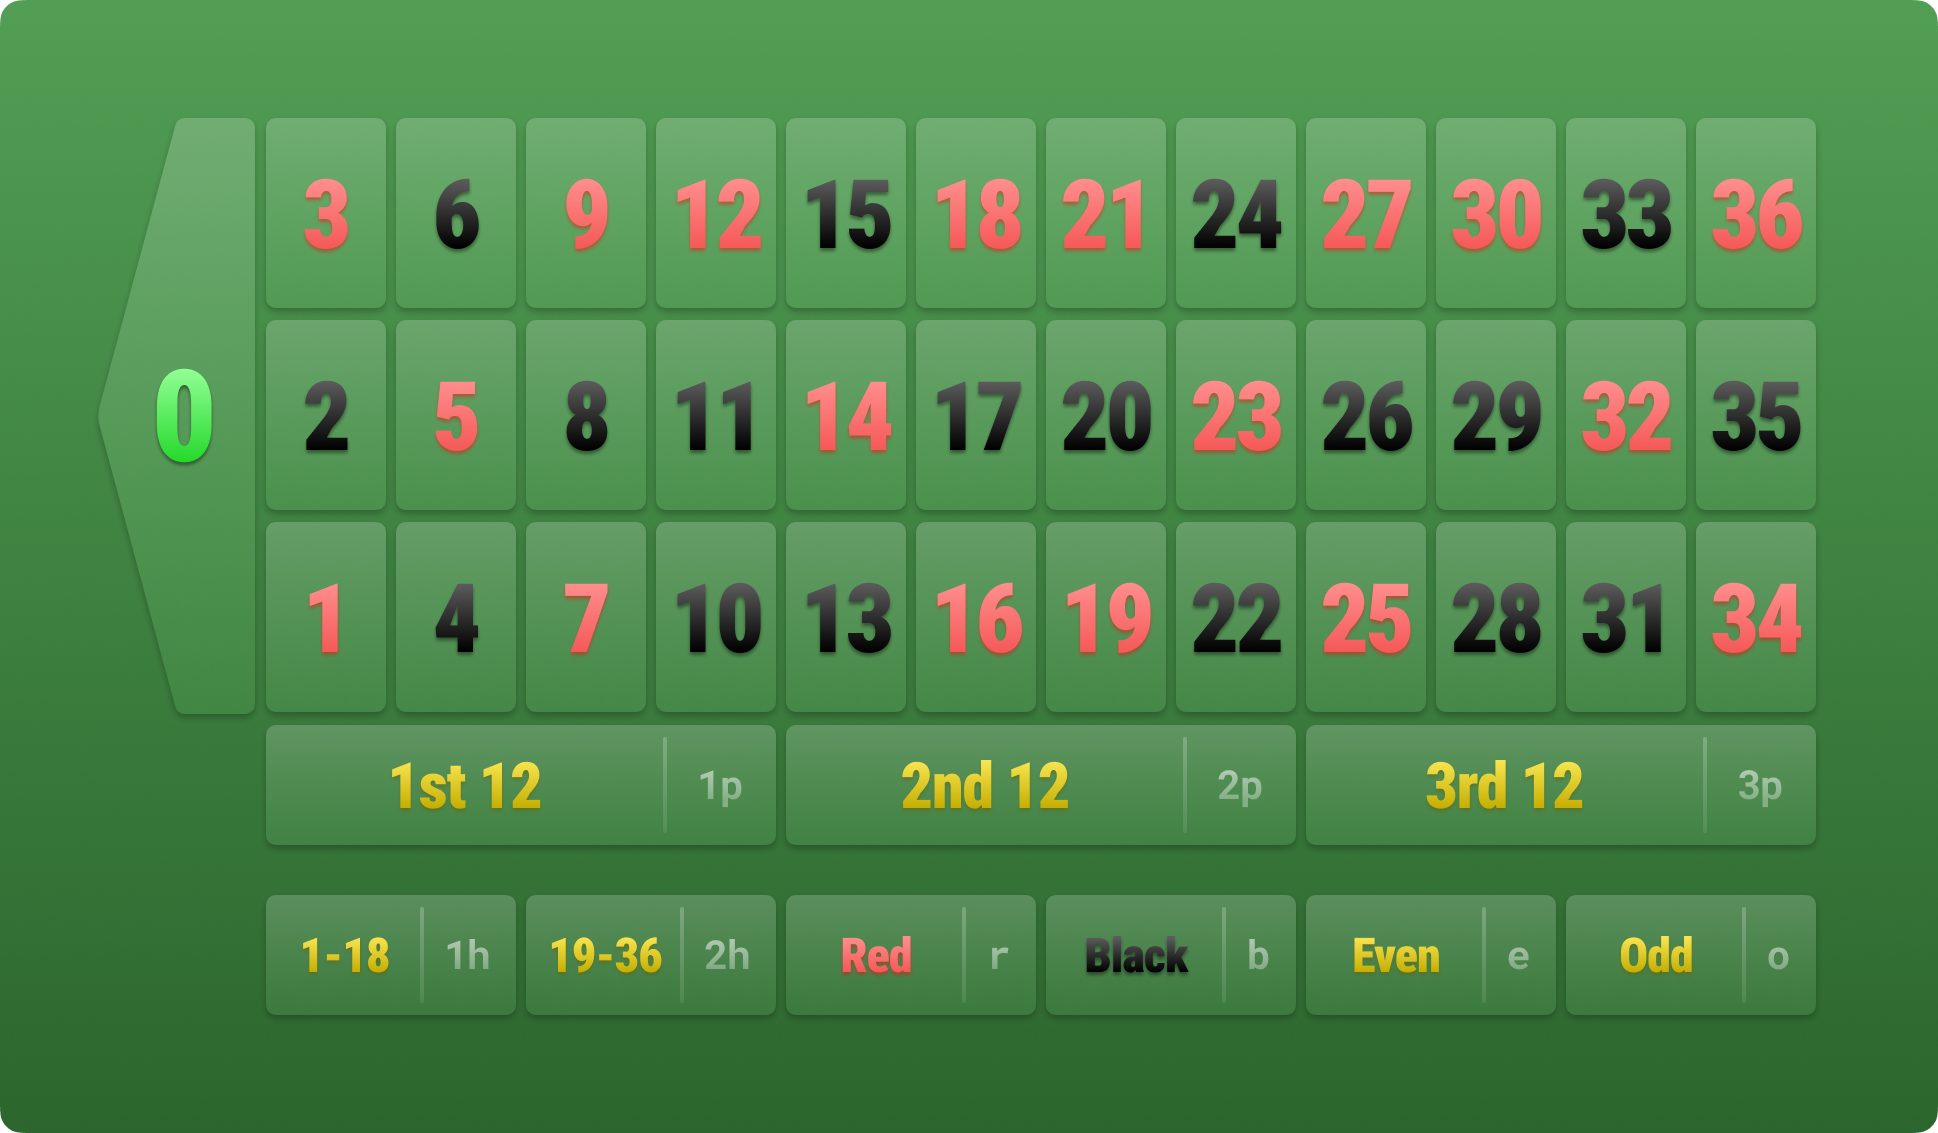 3 6 9 12 15 18 21 24 27 30 33 36
0 2 5 8 11 14 17 20 23 26 29 32 35
1 4 7 10 13 16 19 22 25 28 31 34
1st 12 1p 2nd 12 2p 3rd 12 3p
1-18 1h 19-36 2h Red r Black b Even e Odd o